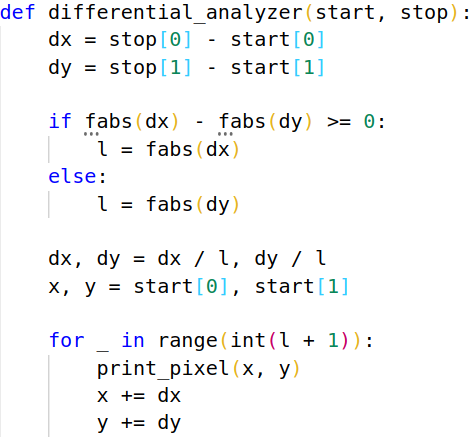 def differential_analyzer(start, stop):
    dx = stop[0] - start[0]
    dy = stop[1] - start[1]

    if fabs(dx) - fabs(dy) >= 0:
        l = fabs(dx)
    else:
        l = fabs(dy)

    dx, dy = dx / l, dy / l
    x, y = start[0], start[1]

    for _ in range(int(l + 1)):
        print_pixel(x, y)
        x += dx
        y += dy